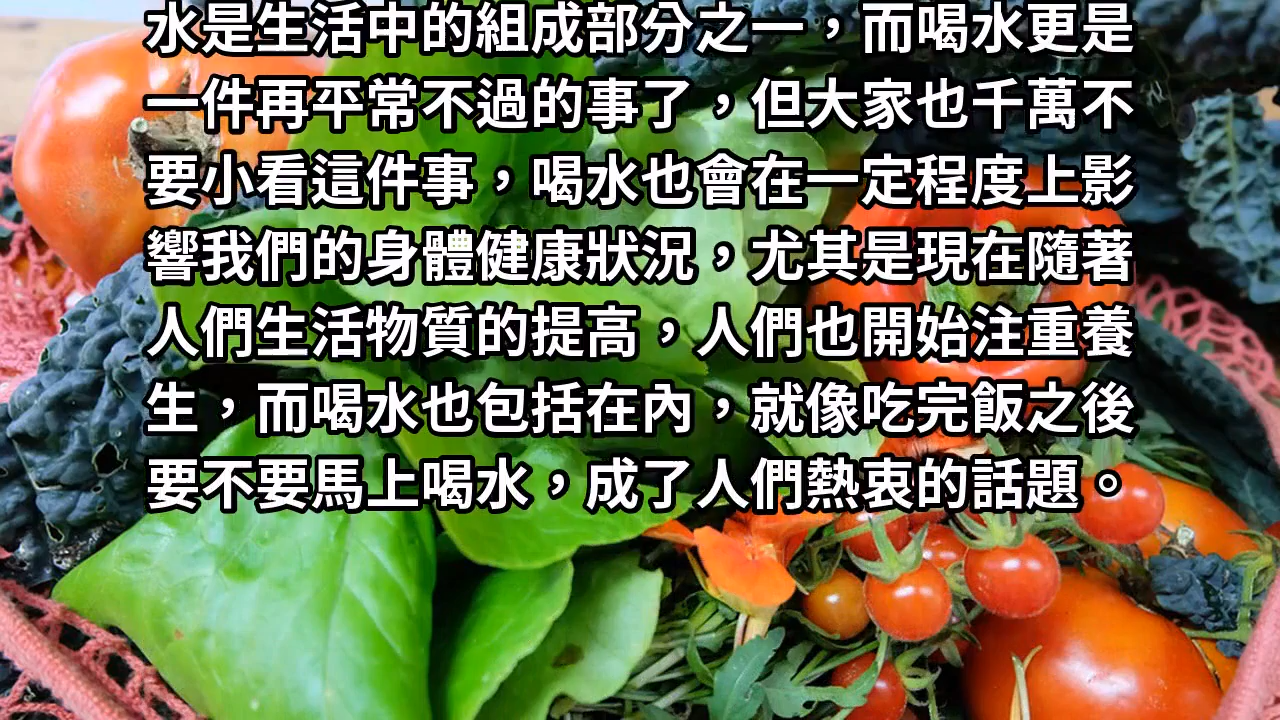 水是生活中的組成部分之一，而喝水更是
一件再平常不過的事了，但大家也千萬不
要小看這件事，喝水也會在一定程度上影
響我們的身體健康狀況，尤其是現在隨著
人們生活物質的提高，人們也開始注重養
生，而喝水也包括在內，就像吃完飯之後
要不要馬上喝水，成了人們熱衷的話題。